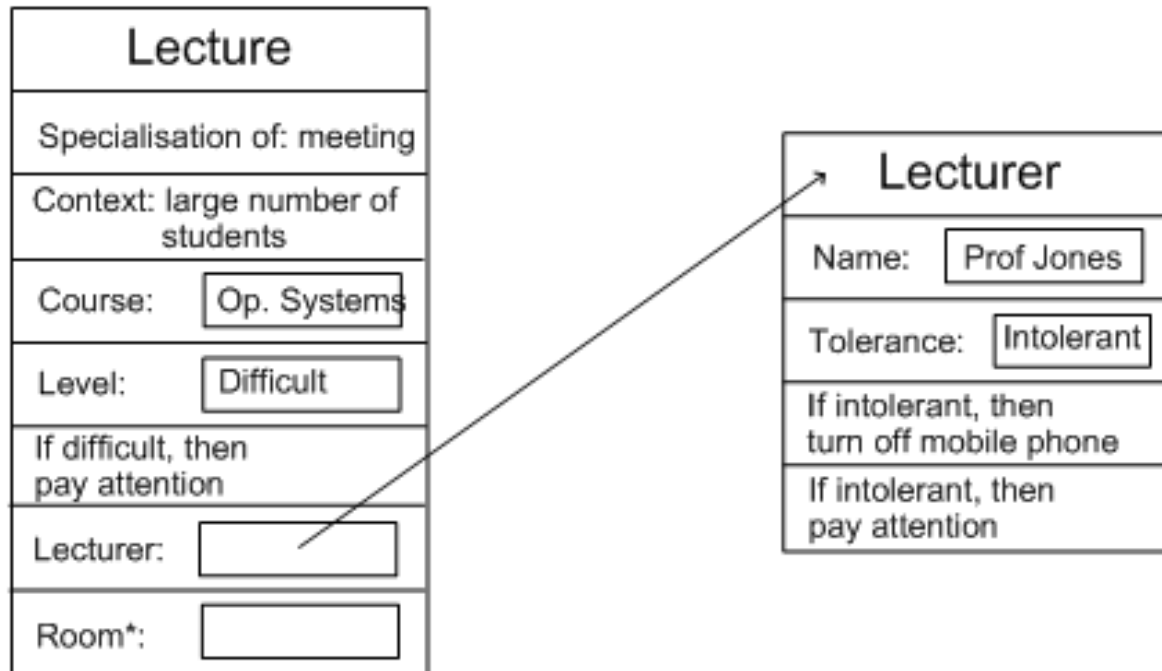 Lecture
Specialisation of: meeting
Context: large number of
students
Course: Op. Systems
Level: Difficult
If difficult, then
pay attention
Lecturer:
Room*:
Lecturer
Name: Prof Jones
Tolerance: Intolerant
If intolerant, then
turn off mobile phone
If intolerant, then
pay attention